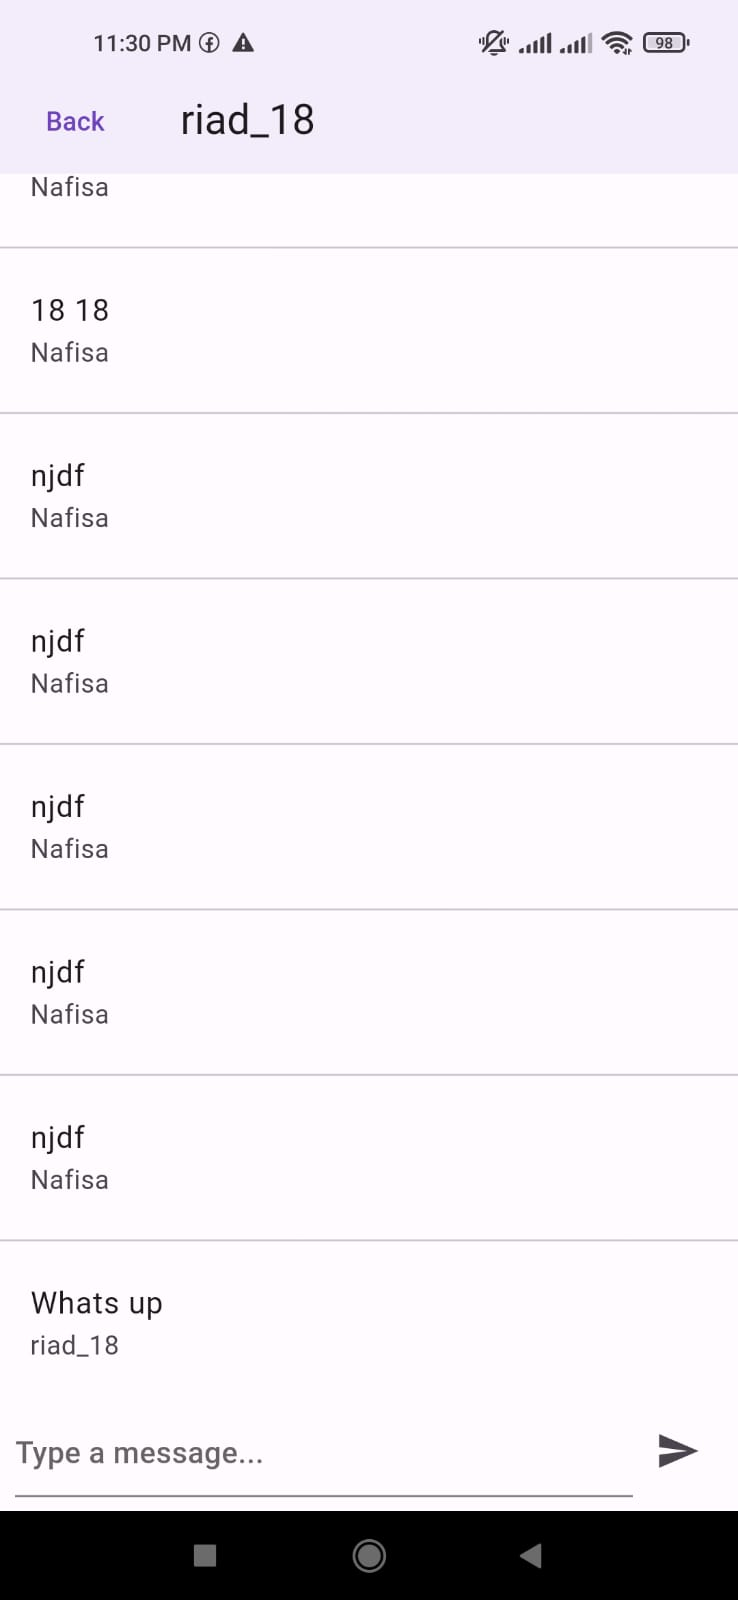 11:30 PM
98
Back
riad_18
Nafisa
18 18
Nafisa
njdf
Nafisa
njdf
Nafisa
njdf
Nafisa
njdf
Nafisa
njdf
Nafisa
Whats up
riad_18
Type a message...